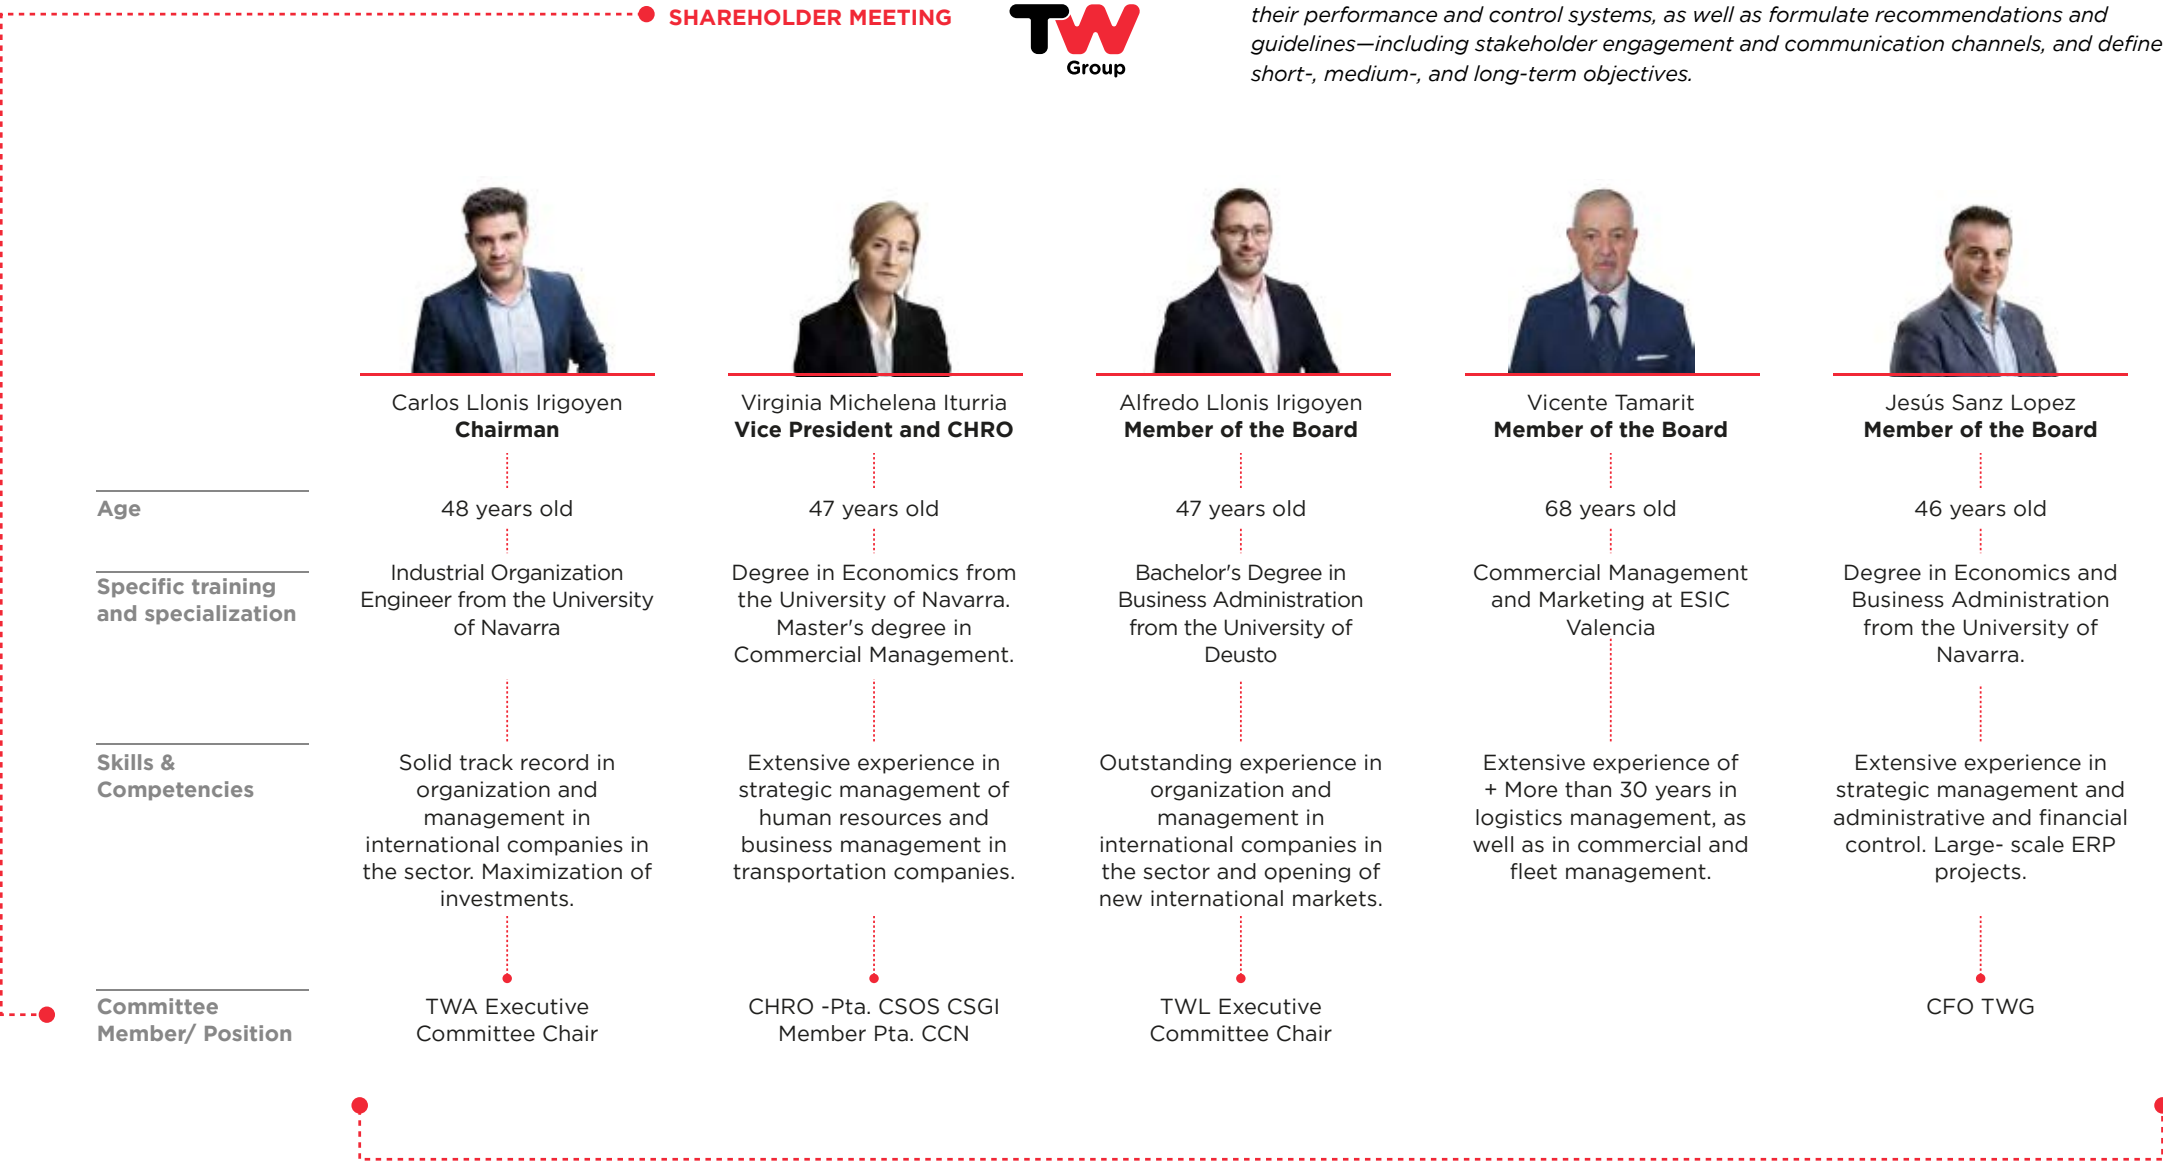 SHAREHOLDER MEETING
TW
Group
their performance and control systems, as well as formulate recommendations and
guidelines—including stakeholder engagement and communication channels, and define
short-, medium-, and long-term objectives.
Carlos Llonis Irigoyen
Chairman
Virginia Michelena Iturria
Vice President and CHRO
Alfredo Llonis Irigoyen
Member of the Board
Vicente Tamarit
Member of the Board
Jesús Sanz Lopez
Member of the Board
Age
48 years old
47 years old
47 years old
68 years old
46 years old
Specific training
and specialization
Industrial Organization
Engineer from the University
of Navarra
Degree in Economics from
the University of Navarra.
Master's degree in
Commercial Management.
Bachelor's Degree in
Business Administration
from the University of
Deusto
Commercial Management
and Marketing at ESIC
Valencia
Degree in Economics and
Business Administration
from the University of
Navarra.
Skills &
Competencies
Solid track record in
organization and
management in
international companies in
the sector. Maximization of
investments.
Extensive experience in
strategic management of
human resources and
business management in
transportation companies.
Outstanding experience in
organization and
management in
international companies in
the sector and opening of
new international markets.
Extensive experience of
+ More than 30 years in
logistics management, as
well as in commercial and
fleet management.
Extensive experience in
strategic management and
administrative and financial
control. Large- scale ERP
projects.
Committee
Member/ Position
TWA Executive
Committee Chair
CHRO -Pta. CSOS CSGI
Member Pta. CCN
TWL Executive
Committee Chair
CFO TWG